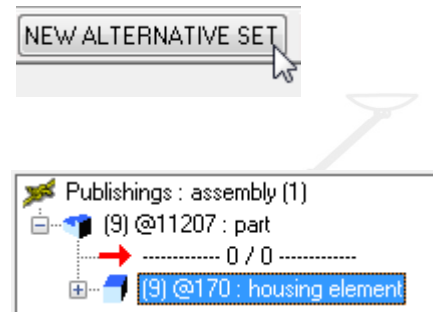 NEW ALTERNATIVE SET
Publishings : assembly (1)
(9) @11207 : part
------------ 0 / 0 ------------
(9) @170 : housing element